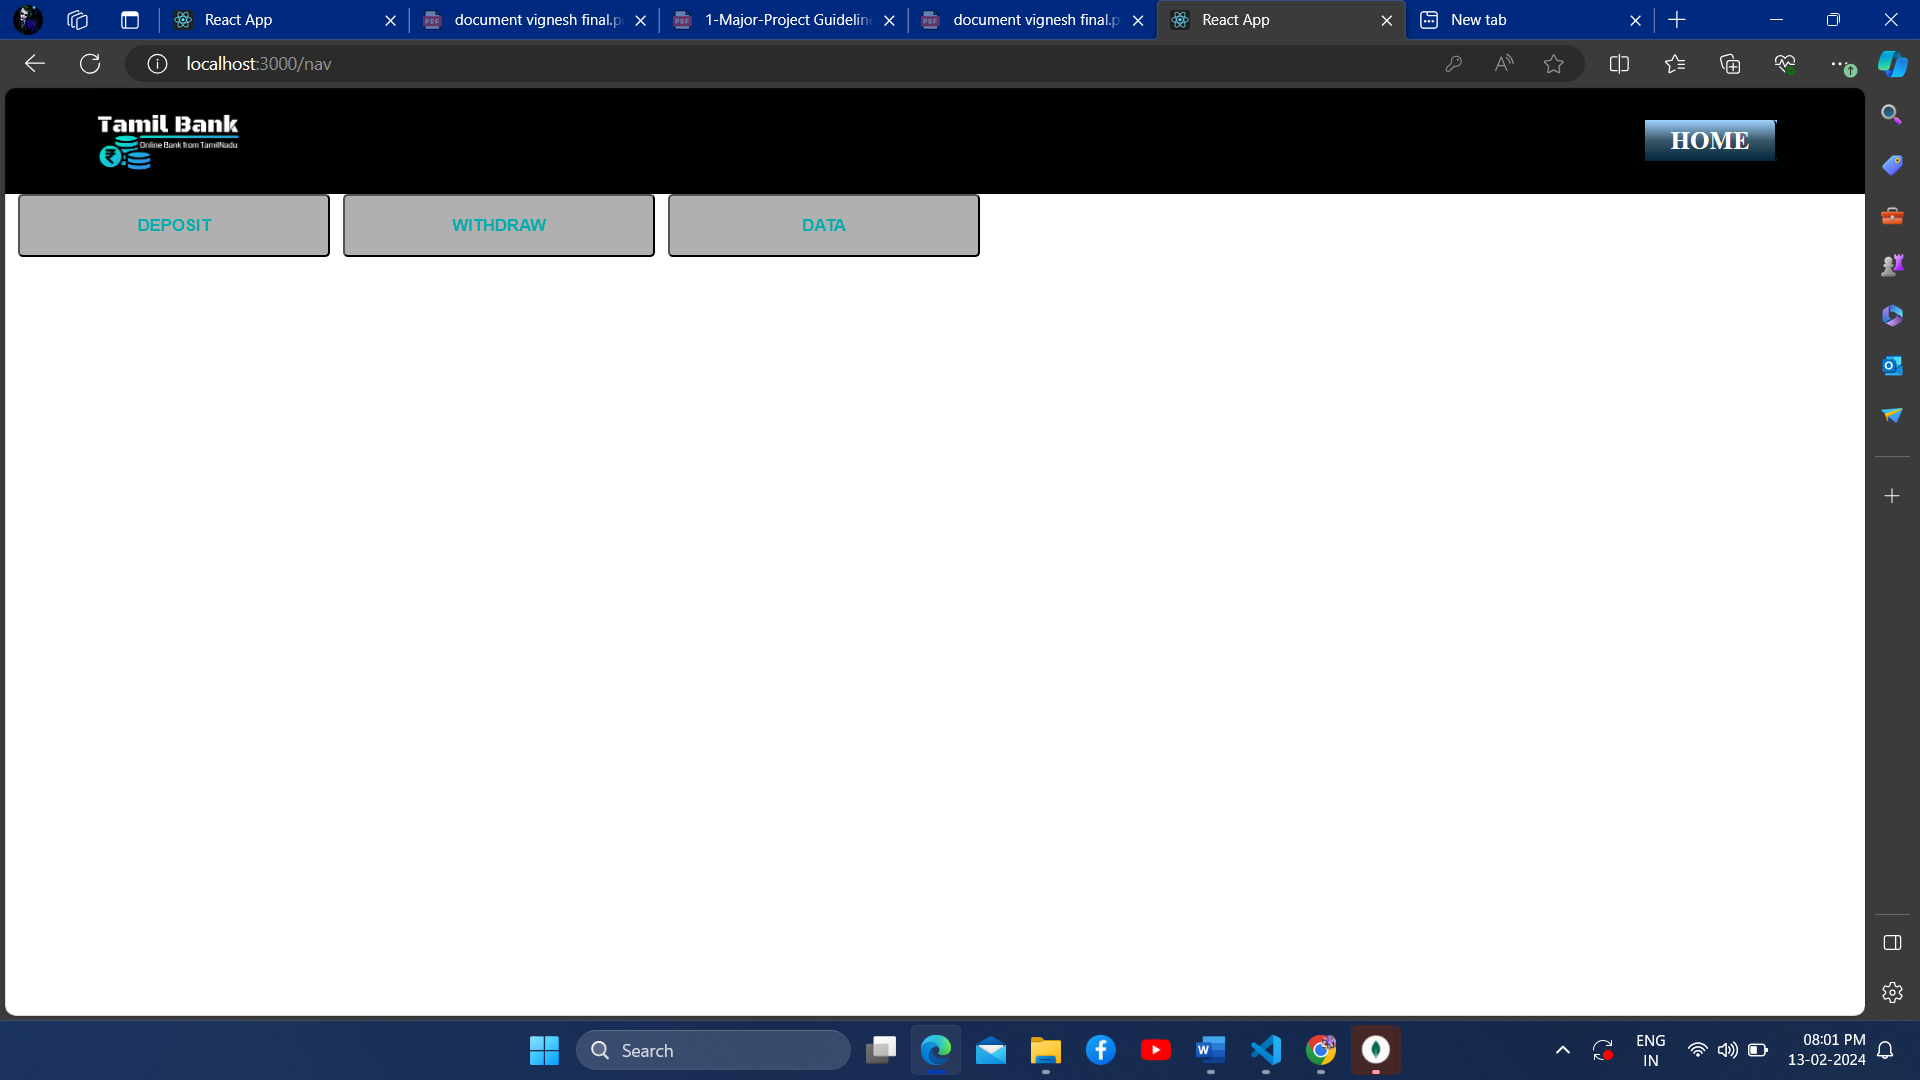 React App
document vignesh final.p
1-Major-Project Guideline
document vignesh final.p
React App
New tab
localhost:3000/nav
Tamil Bank
Online Bank from TamilNadu
HOME
DEPOSIT
WITHDRAW
DATA
Search
ENG
IN
08:01 PM
13-02-2024